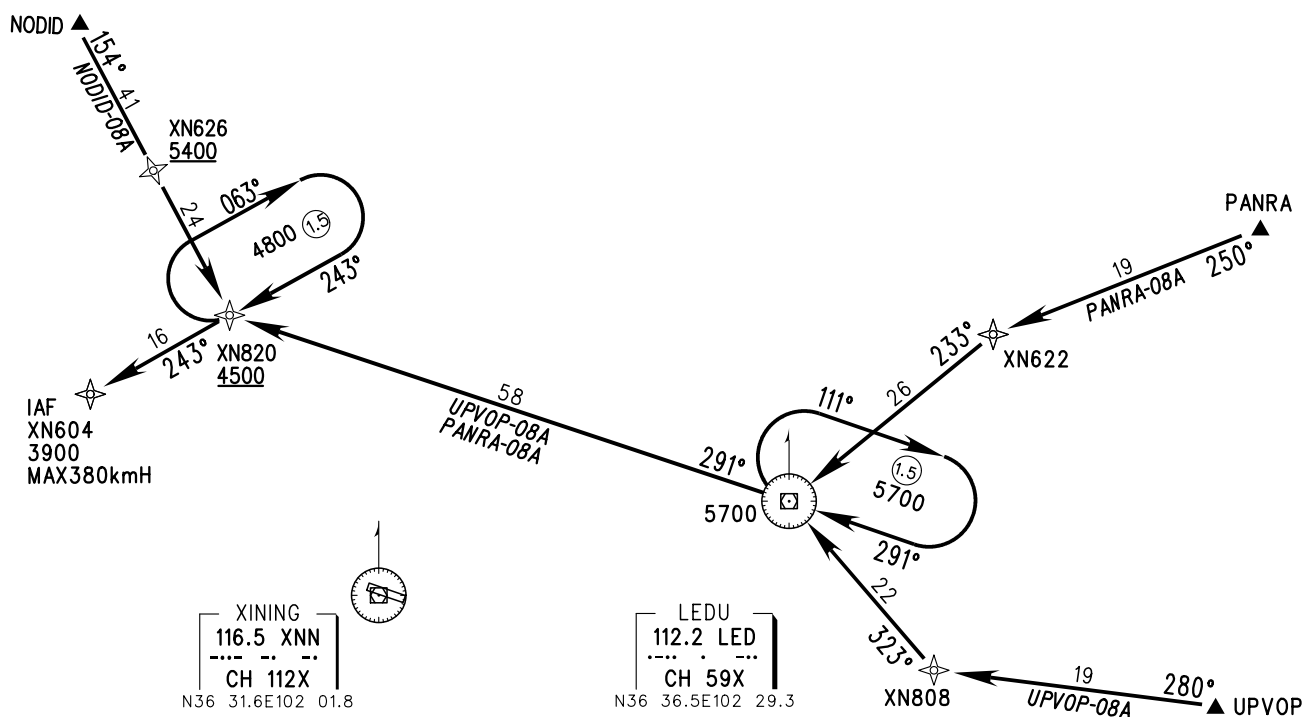 NODID
154° 41
NODID-08A
XN626
5400
24
063°
4800 1.5
243°
16
243°
XN820
4500
IAF
XN604
3900
MAX380kmH
58
UPVOP-08A
PANRA-08A
291°
5700
111°
1.5
5700
291°
PANRA
19
250°
PANRA-08A
233°
XN622
26
22
323°
XN808
19
280°
UPVOP-08A
UPVOP
XINING
116.5 XNN
-··- -· -·
CH 112X
N36 31.6E102 01.8
LEDU
112.2 LED
·-·· · -··
CH 59X
N36 36.5E102 29.3